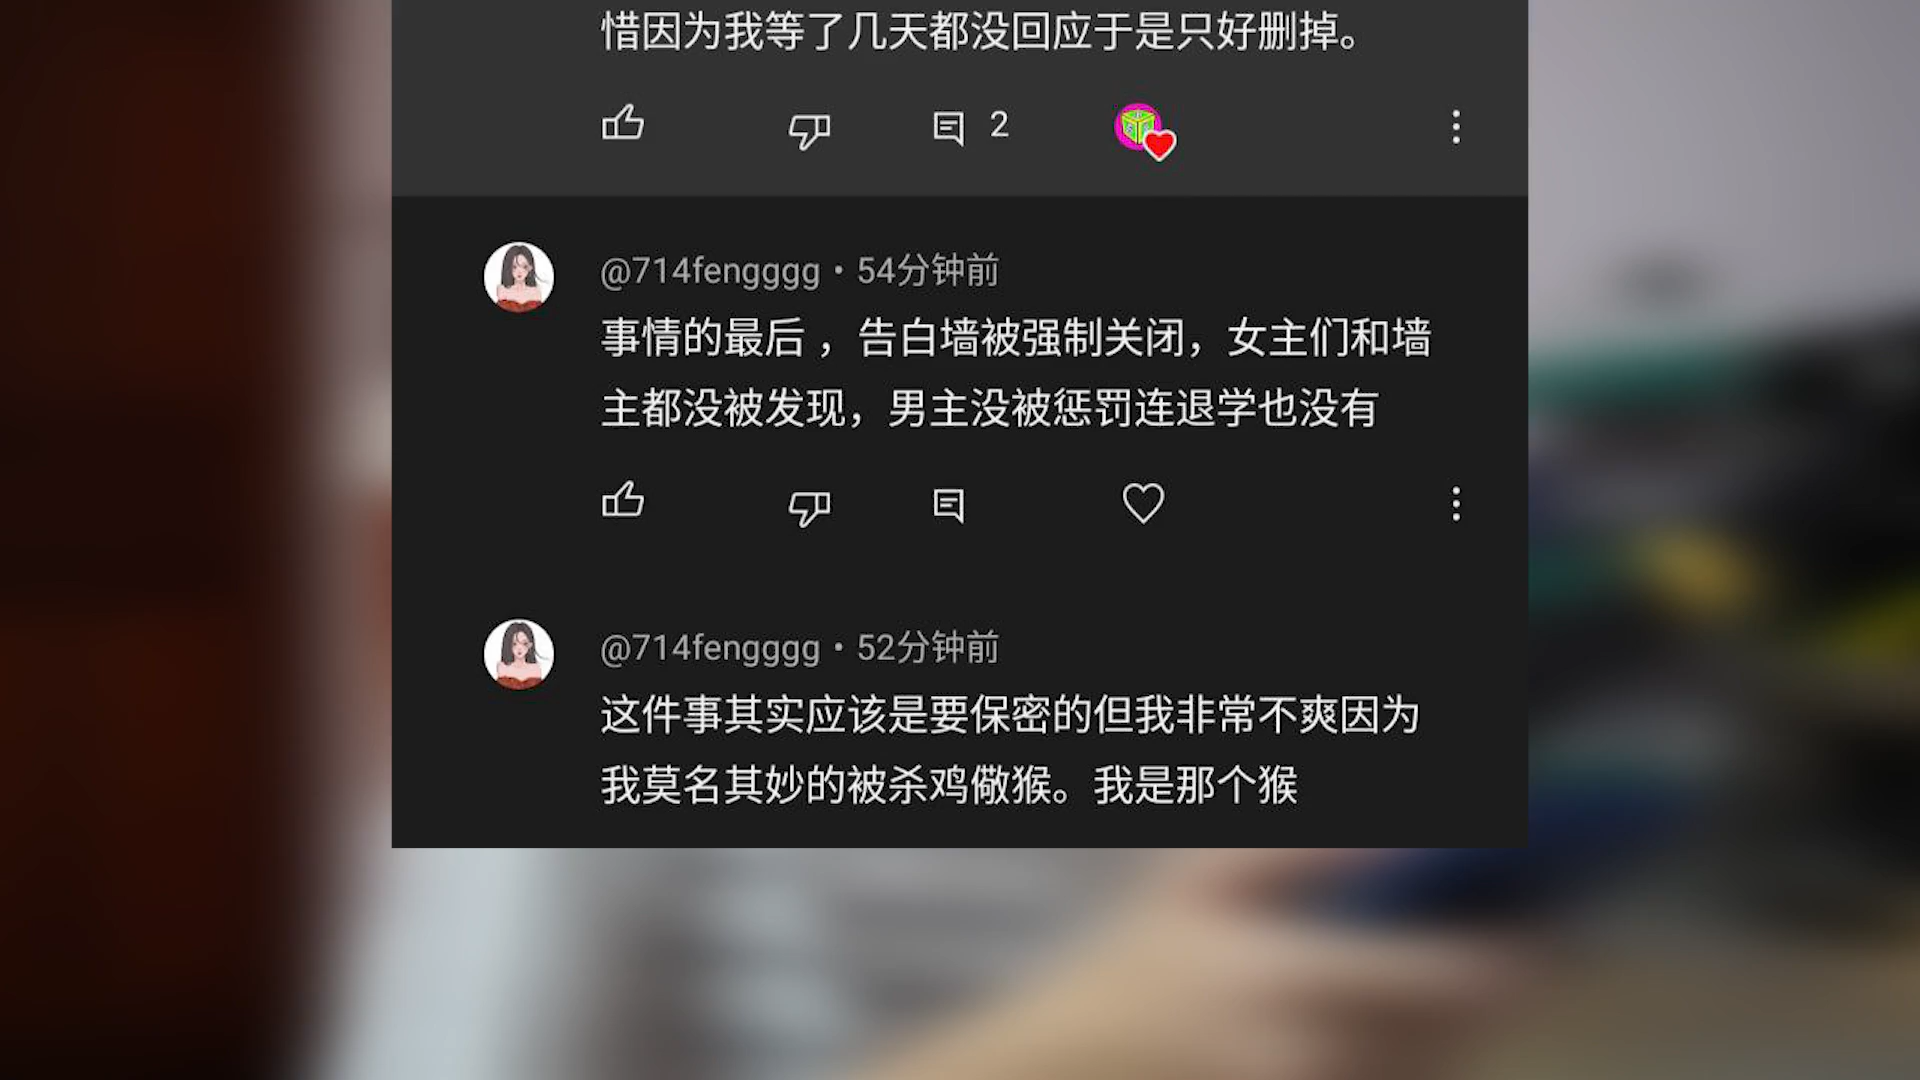 惜因为我等了几天都没回应于是只好删掉。
2
@714fengggg • 54分钟前
事情的最后 ，告白墙被强制关闭，女主们和墙
主都没被发现，男主没被惩罚连退学也没有
@714fengggg • 52分钟前
这件事其实应该是要保密的但我非常不爽因为
我莫名其妙的被杀鸡儆猴。我是那个猴